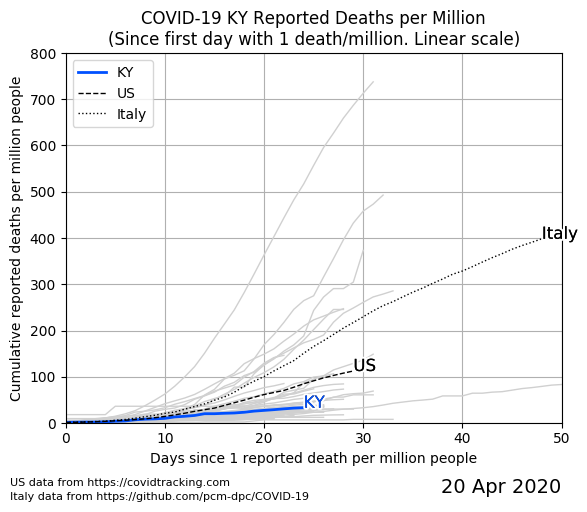 COVID-19 KY Reported Deaths per Million
(Since first day with 1 death/million. Linear scale)
800
700
600
500
400
300
200
100
0
Cumulative reported deaths per million people
KY
US
Italy
Italy
US
KY
0 10 20 30 40 50
Days since 1 reported death per million people
US data from https://covidtracking.com
Italy data from https://github.com/pcm-dpc/COVID-19
20 Apr 2020